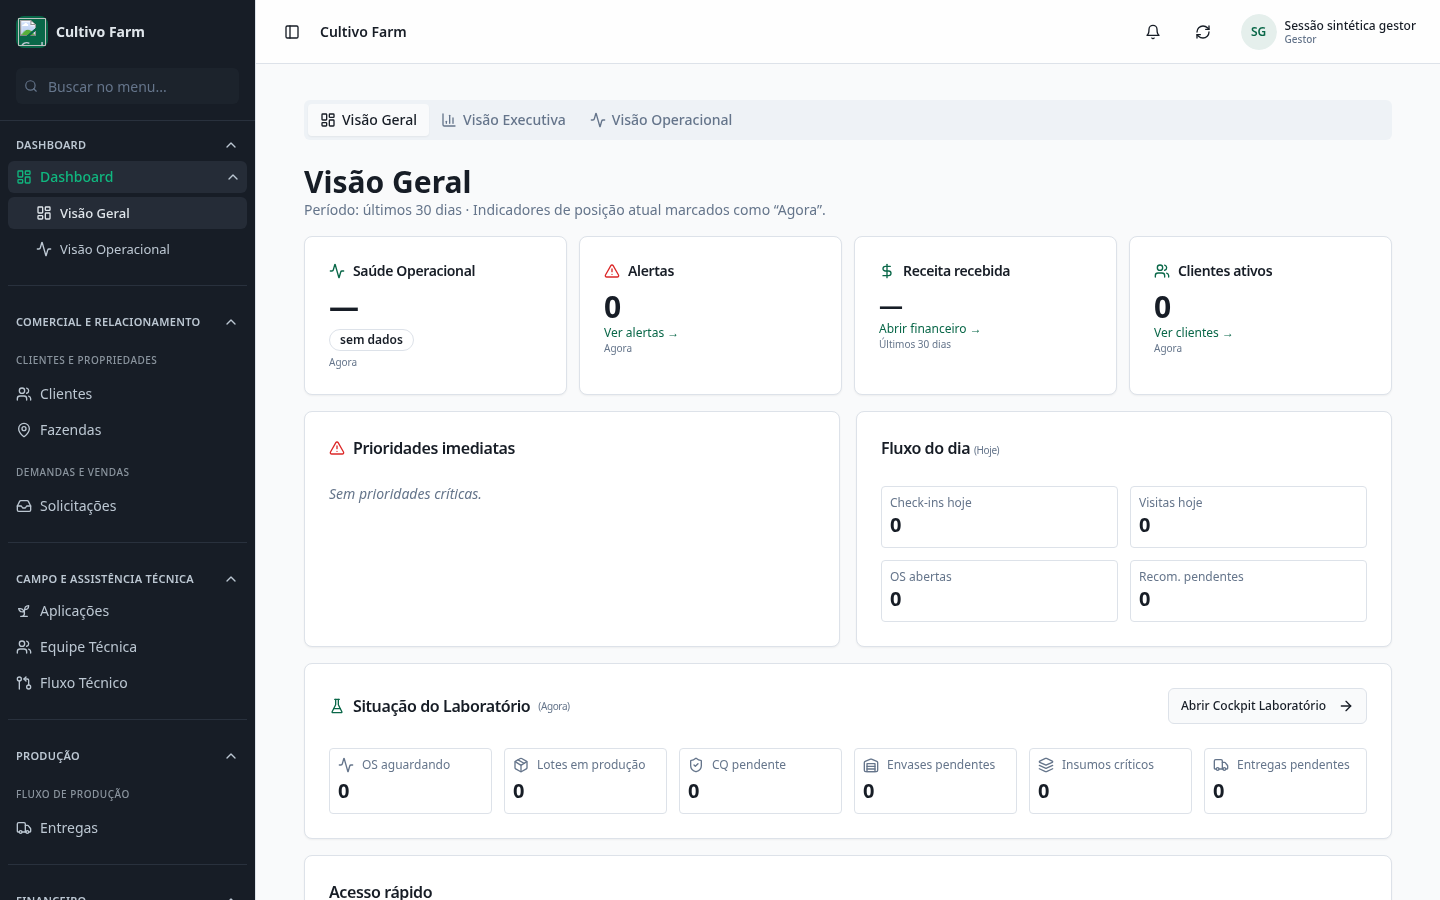 Cultivo Farm
Buscar no menu...
DASHBOARD
Dashboard
Visão Geral
Visão Operacional
COMERCIAL E RELACIONAMENTO
CLIENTES E PROPRIEDADES
Clientes
Fazendas
DEMANDAS E VENDAS
Solicitações
CAMPO E ASSISTÊNCIA TÉCNICA
Aplicações
Equipe Técnica
Fluxo Técnico
PRODUÇÃO
FLUXO DE PRODUÇÃO
Entregas
FINANCEIRO
Cultivo Farm
SG
Sessão sintética gestor
Gestor
Visão Geral
Visão Executiva
Visão Operacional
Visão Geral
Período: últimos 30 dias · Indicadores de posição atual marcados como “Agora”.
Saúde Operacional
—
sem dados
Agora
Alertas
0
Ver alertas →
Agora
Receita recebida
—
Abrir financeiro →
Últimos 30 dias
Clientes ativos
0
Ver clientes →
Agora
Prioridades imediatas
Sem prioridades críticas.
Fluxo do dia (Hoje)
Check-ins hoje
0
Visitas hoje
0
OS abertas
0
Recom. pendentes
0
Situação do Laboratório (Agora)
Abrir Cockpit Laboratório
OS aguardando
0
Lotes em produção
0
CQ pendente
0
Envases pendentes
0
Insumos críticos
0
Entregas pendentes
0
Acesso rápido